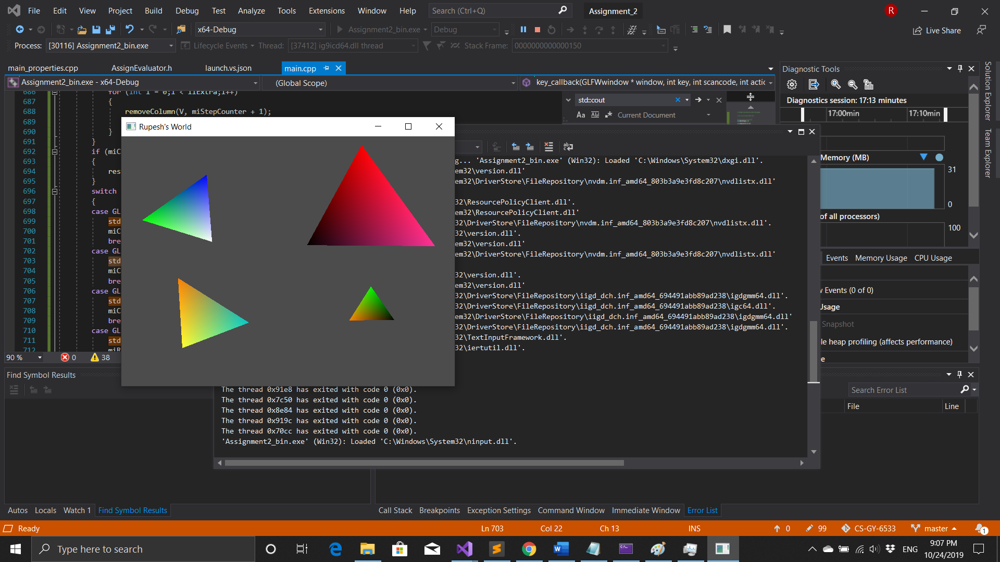 File Edit View Project Build Debug Test Analyze Tools Extensions Window Help Search (Ctrl+Q) Assignment_2 R
x64-Debug Assignment2_bin.exe Debug Live Share
Process: [30116] Assignment2_bin.exe Lifecycle Events Thread: [37412] ig9icd64.dll thread Stack Frame: 0000000000000150
main_properties.cpp AssignEvaluator.h launch.vs.json main.cpp
Assignment2_bin.exe - x64-Debug (Global Scope) key_callback(GLFWwindow * window, int key, int scancode, int actic
std::cout
Aa Abl .* Current Document
686 for (int i = 0;i < iiExtra;i++)
687 {
688 removeColumn(V, miStepCounter + 1);
689
690 }
691 }
692 if (miC
693 {
694 res
695 }
696 switch
697 {
698 case GL
699 std
700 miC
701 bre
702 case GL
703 std
704 miC
705 bre
706 case GL
707 std
708 miC
709 bre
710 case GL
711 std
712
90 % 0 38
Rupesh's World
g... 'Assignment2_bin.exe' (Win32): Loaded 'C:\Windows\System32\dxgi.dll'.
em32\version.dll'
em32\DriverStore\FileRepository\nvdm.inf_amd64_803b3a9e3fd8c207\nvdlistx.dll'
32\ResourcePolicyClient.dll'.
em32\ResourcePolicyClient.dll'
32\DriverStore\FileRepository\nvdm.inf_amd64_803b3a9e3fd8c207\nvdlistx.dll'.
32\version.dll'.
em32\version.dll'
em32\DriverStore\FileRepository\nvdm.inf_amd64_803b3a9e3fd8c207\nvdlistx.dll'
32\version.dll'.
em32\version.dll'
32\DriverStore\FileRepository\iigd_dch.inf_amd64_694491abb89ad238\igdgmm64.dll'.
32\DriverStore\FileRepository\iigd_dch.inf_amd64_694491abb89ad238\igc64.dll'.
em32\DriverStore\FileRepository\iigd_dch.inf_amd64_694491abb89ad238\igdgmm64.dll'
32\DriverStore\FileRepository\iigd_dch.inf_amd64_694491abb89ad238\igdgmm64.dll'.
32\TextInputFramework.dll'.
32\iertutil.dll'.
The thread 0x91e8 has exited with code 0 (0x0).
The thread 0x7c50 has exited with code 0 (0x0).
The thread 0x8e84 has exited with code 0 (0x0).
The thread 0x919c has exited with code 0 (0x0).
The thread 0x70cc has exited with code 0 (0x0).
'Assignment2_bin.exe' (Win32): Loaded 'C:\Windows\System32\ninput.dll'.
Diagnostic Tools
Diagnostics session: 17:13 minutes
17:00min 17:10min
Memory (MB)
31
0
of all processors)
100
Events Memory Usage CPU Usage
w Events (0 of 0)
Usage
Snapshot
le heap profiling (affects performance)
e
Solution Explorer
Team Explorer
Find Symbol Results
Search Error List
File Line
Autos Locals Watch 1 Find Symbol Results
Call Stack Breakpoints Exception Settings Command Window Immediate Window Error List
Ready Ln 703 Col 22 Ch 13 INS 0 99 CS-GY-6533 master 1
Type here to search
ENG
9:07 PM
10/24/2019